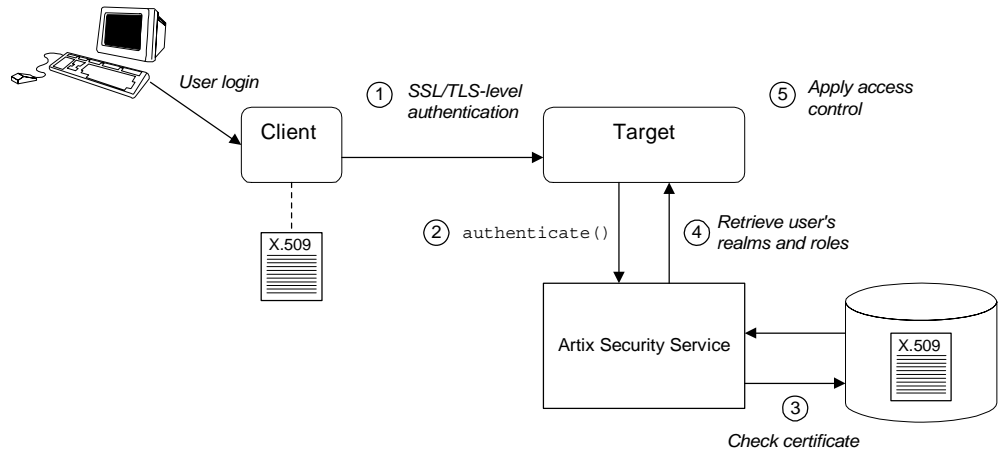 User login
Client
X.509
1 SSL/TLS-level
authentication
Target
5 Apply access
control
2 authenticate()
4 Retrieve user's
realms and roles
Artix Security Service
X.509
3
Check certificate